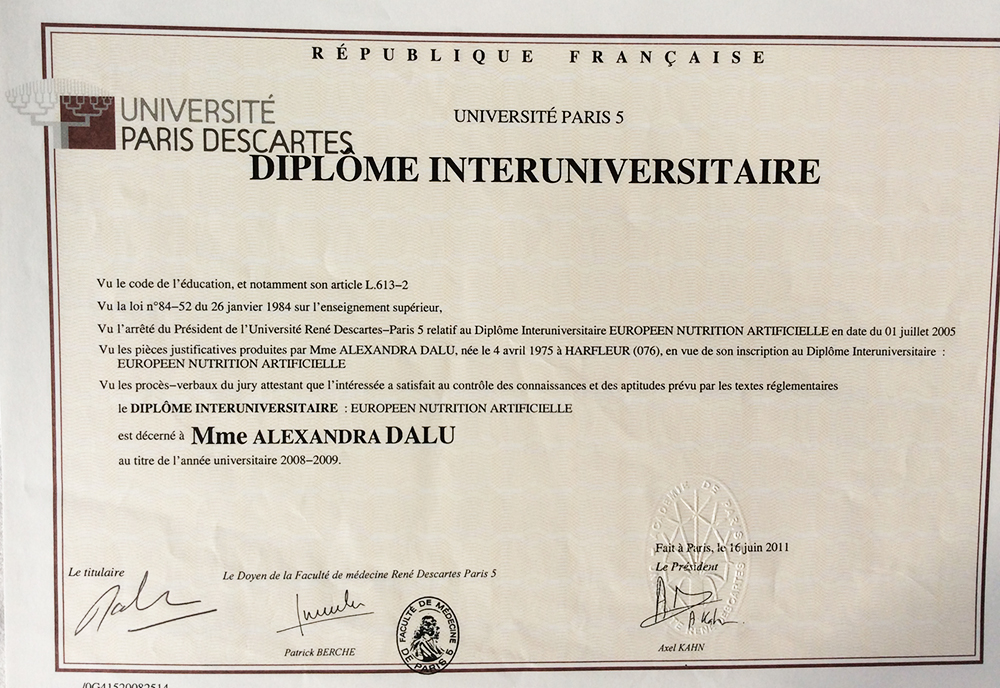 RÉPUBLIQUE FRANÇAISE
UNIVERSITÉ
PARIS DESCARTES
UNIVERSITÉ PARIS 5
DIPLÔME INTERUNIVERSITAIRE
Vu le code de l'éducation, et notamment son article L.613-2
Vu la loi n°84-52 du 26 janvier 1984 sur l'enseignement supérieur,
Vu l'arrêté du Président de l'Université René Descartes-Paris 5 relatif au Diplôme Interuniversitaire EUROPEEN NUTRITION ARTIFICIELLE en date du 01 juillet 2005
Vu les pièces justificatives produites par Mme ALEXANDRA DALU, née le 4 avril 1975 à HARFLEUR (076), en vue de son inscription au Diplôme Interuniversitaire :
EUROPEEN NUTRITION ARTIFICIELLE
Vu les procès-verbaux du jury attestant que l'intéressée a satisfait au contrôle des connaissances et des aptitudes prévu par les textes réglementaires
le DIPLÔME INTERUNIVERSITAIRE : EUROPEEN NUTRITION ARTIFICIELLE
est décerné à Mme ALEXANDRA DALU
au titre de l'année universitaire 2008-2009.
Fait à Paris, le 16 juin 2011
Le titulaire
Le Doyen de la Faculté de médecine René Descartes Paris 5
Le Président
A. Kahn
Patrick BERCHE
FACULTÉ DE MÉDECINE DE PARIS 5
Axel KAHN